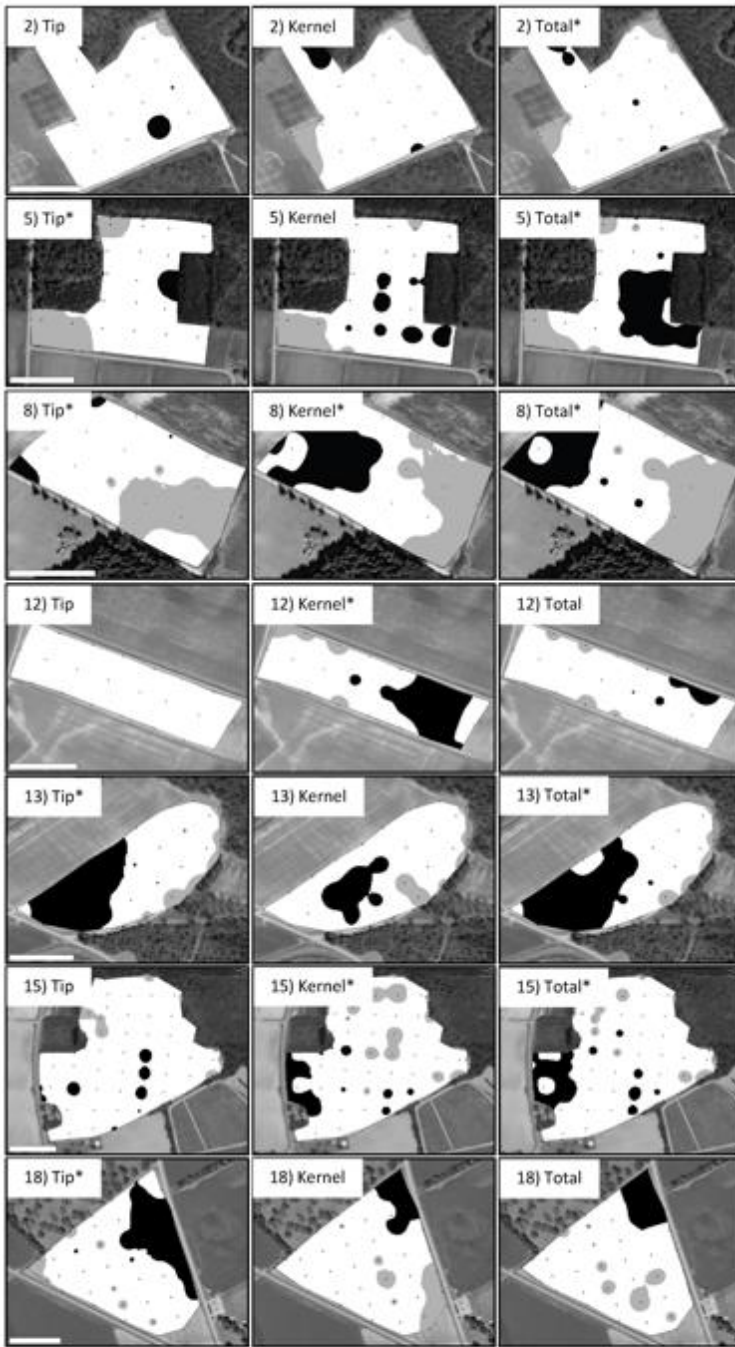 2) Tip
2) Kernel
2) Total*
5) Tip*
5) Kernel
5) Total*
8) Tip*
8) Kernel*
8) Total*
12) Tip
12) Kernel*
12) Total
13) Tip*
13) Kernel
13) Total*
15) Tip
15) Kernel*
15) Total*
18) Tip*
18) Kernel
18) Total